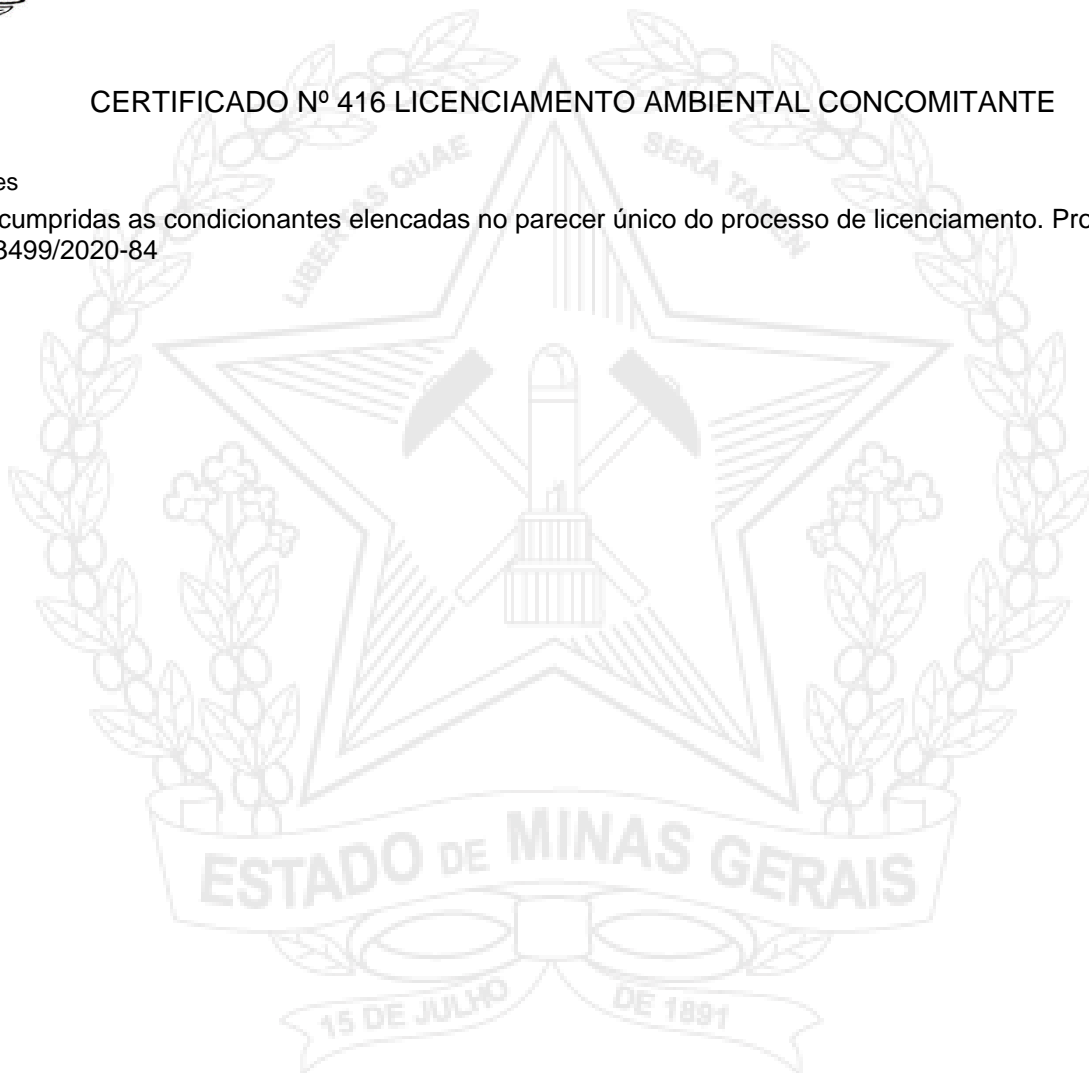 CERTIFICADO Nº 416 LICENCIAMENTO AMBIENTAL CONCOMITANTE
es
cumpridas as condicionantes elencadas no parecer único do processo de licenciamento. Pro
3499/2020-84
LIBERTAS QUAE SERA TAMEN
ESTADO DE MINAS GERAIS
15 DE JULHO DE 1891